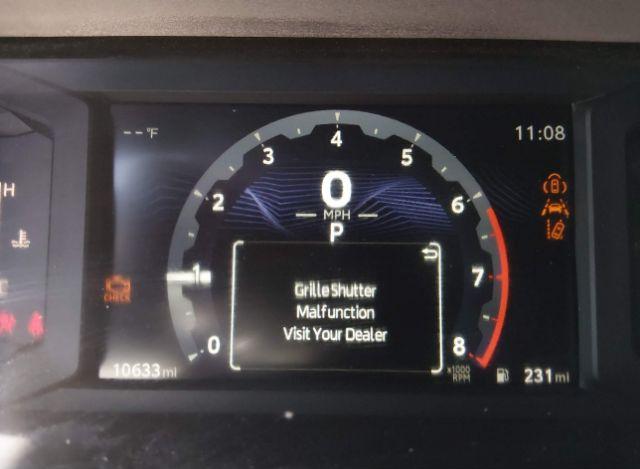 --°F
11:08
4
3
5
2
6
0
MPH
P
H
1
7
CHECK
Grille Shutter
Malfunction
Visit Your Dealer
C
0
8
x1000
RPM
10633 mi
231 mi